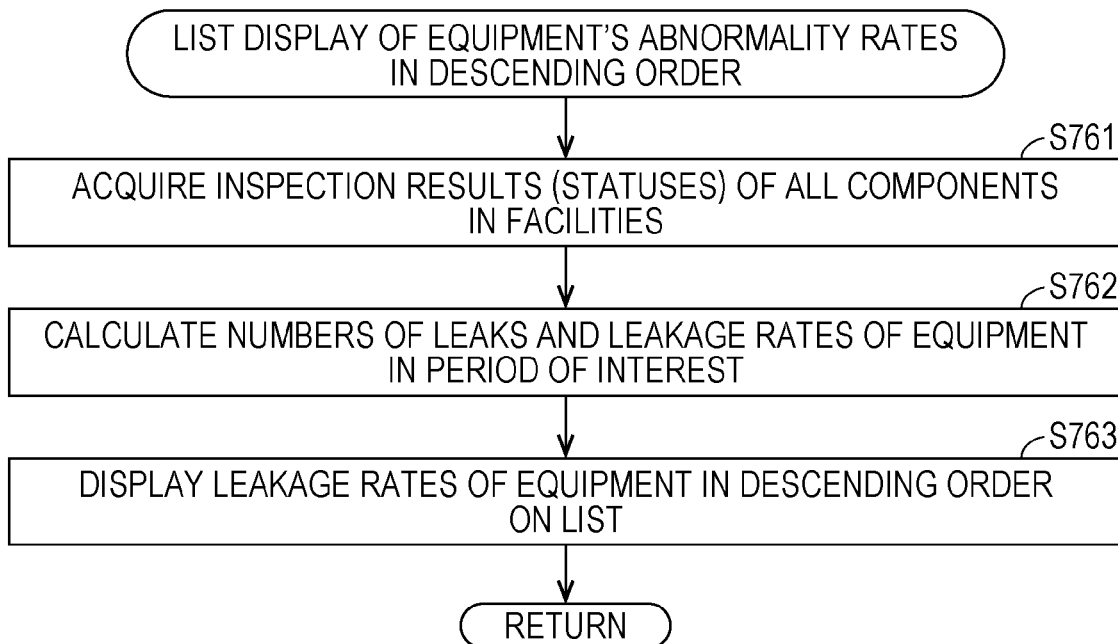 LIST DISPLAY OF EQUIPMENT'S ABNORMALITY RATES
IN DESCENDING ORDER
S761
ACQUIRE INSPECTION RESULTS (STATUSES) OF ALL COMPONENTS
IN FACILITIES
S762
CALCULATE NUMBERS OF LEAKS AND LEAKAGE RATES OF EQUIPMENT
IN PERIOD OF INTEREST
S763
DISPLAY LEAKAGE RATES OF EQUIPMENT IN DESCENDING ORDER
ON LIST
RETURN